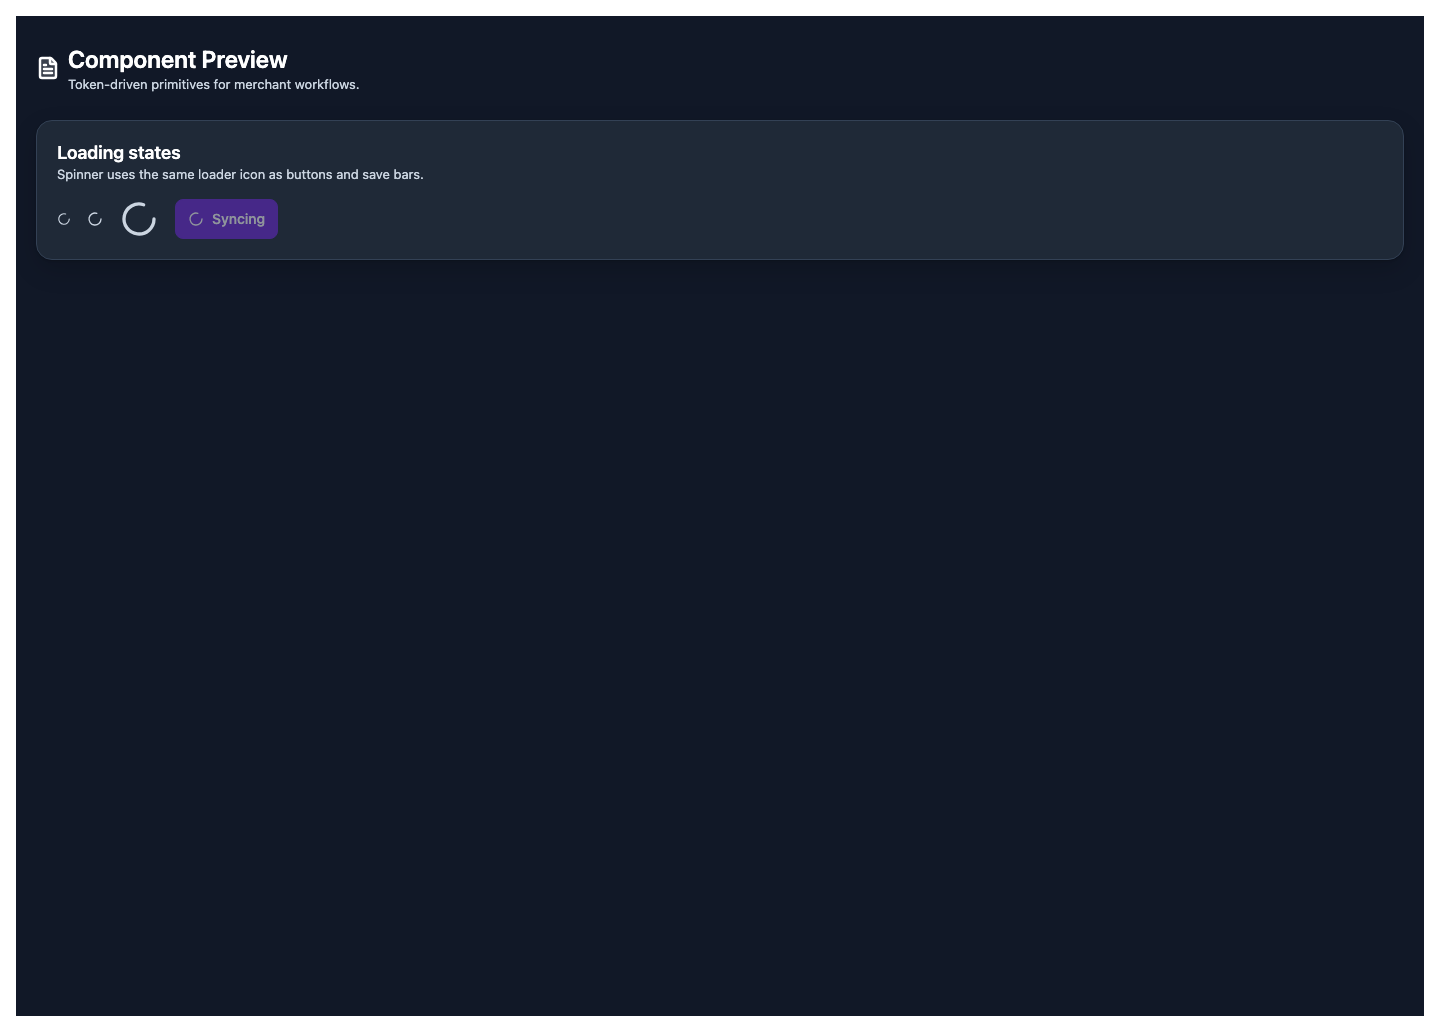 Component Preview
Token-driven primitives for merchant workflows.
Loading states
Spinner uses the same loader icon as buttons and save bars.
Syncing